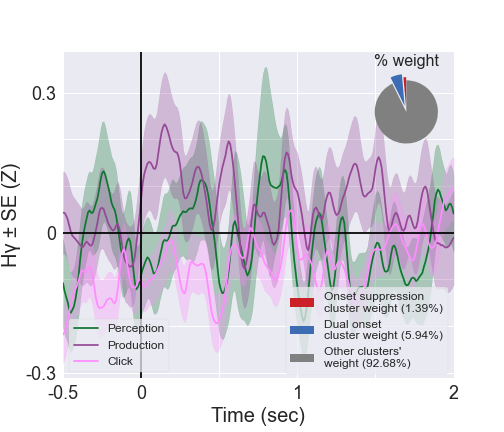 % weight
0.3
0
-0.3
Hγ ± SE (Z)
Perception
Production
Click
Onset suppression
cluster weight (1.39%)
Dual onset
cluster weight (5.94%)
Other clusters'
weight (92.68%)
-0.5
0
1
2
Time (sec)